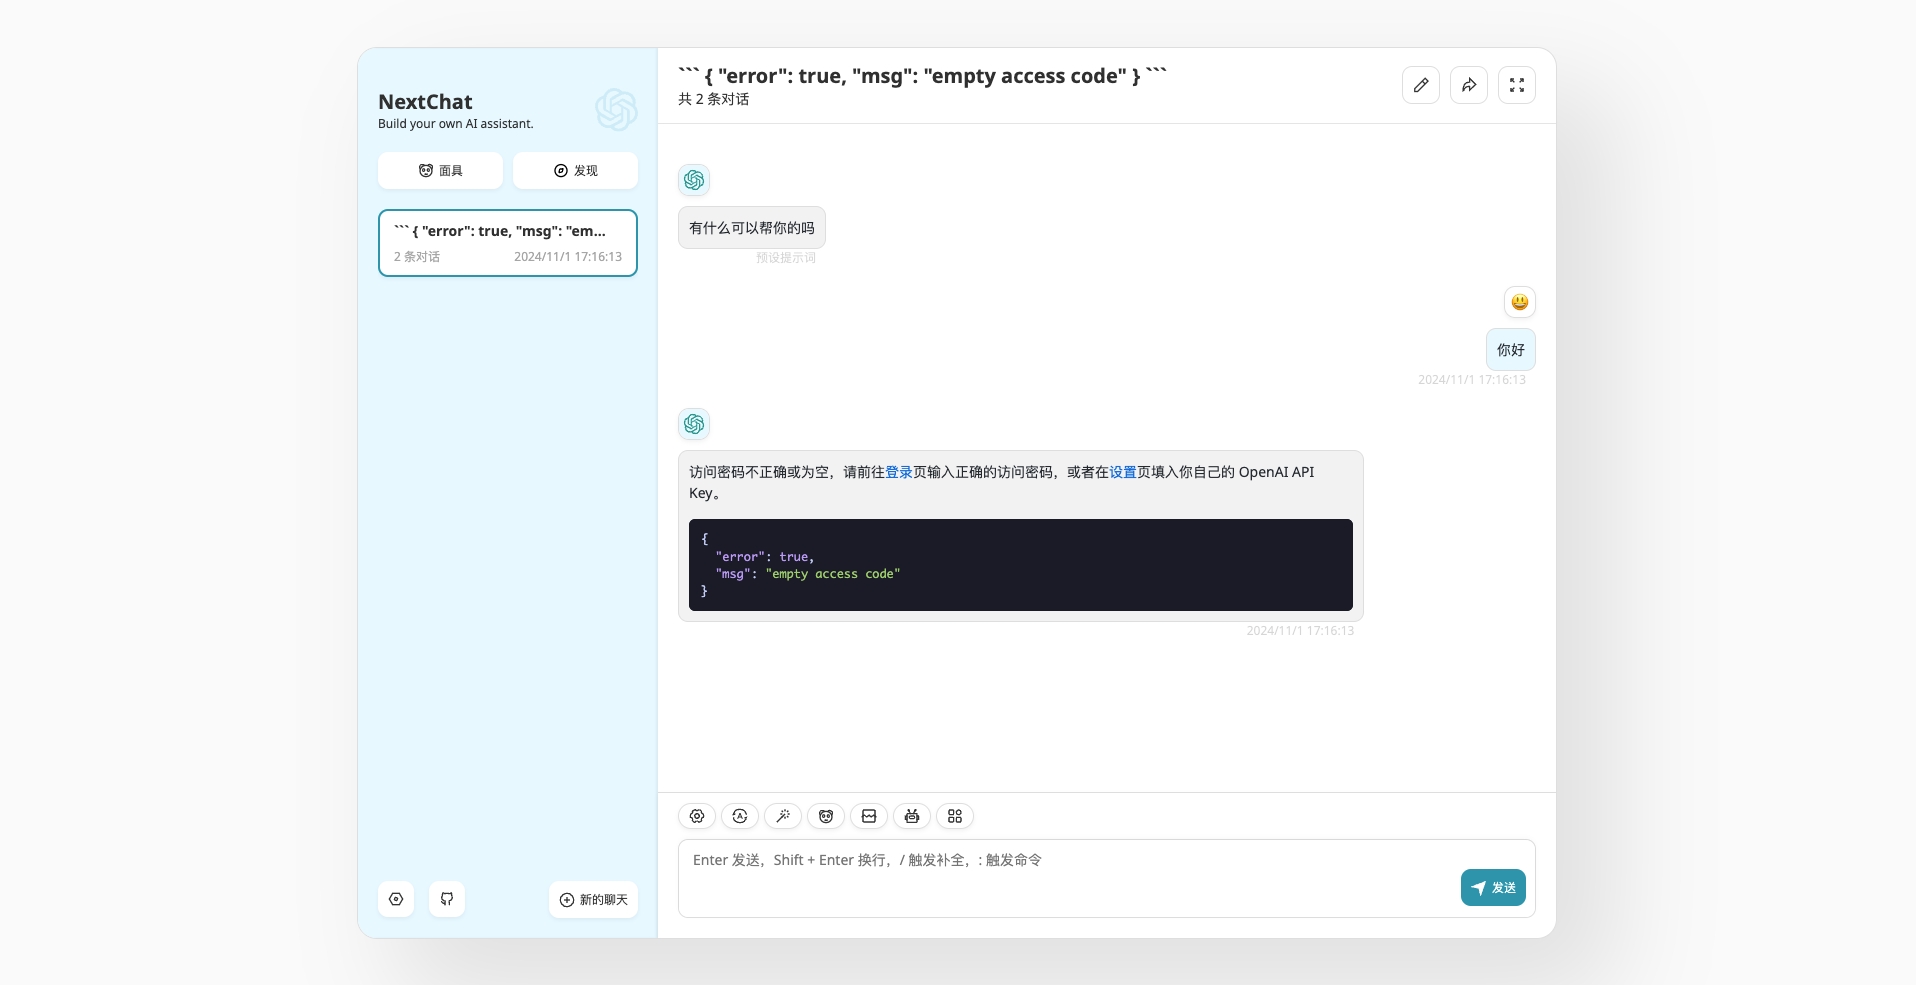 NextChat
Build your own AI assistant.
面具
发现
``` { "error": true, "msg": "em...
2 条对话
2024/11/1 17:16:13
新的聊天
``` { "error": true, "msg": "empty access code" } ```
共 2 条对话
有什么可以帮你的吗
预设提示词
你好
2024/11/1 17:16:13
访问密码不正确或为空，请前往登录页输入正确的访问密码，或者在设置页填入你自己的 OpenAI API
Key。
{
  "error": true,
  "msg": "empty access code"
}
2024/11/1 17:16:13
Enter 发送，Shift + Enter 换行，/ 触发补全，: 触发命令
发送